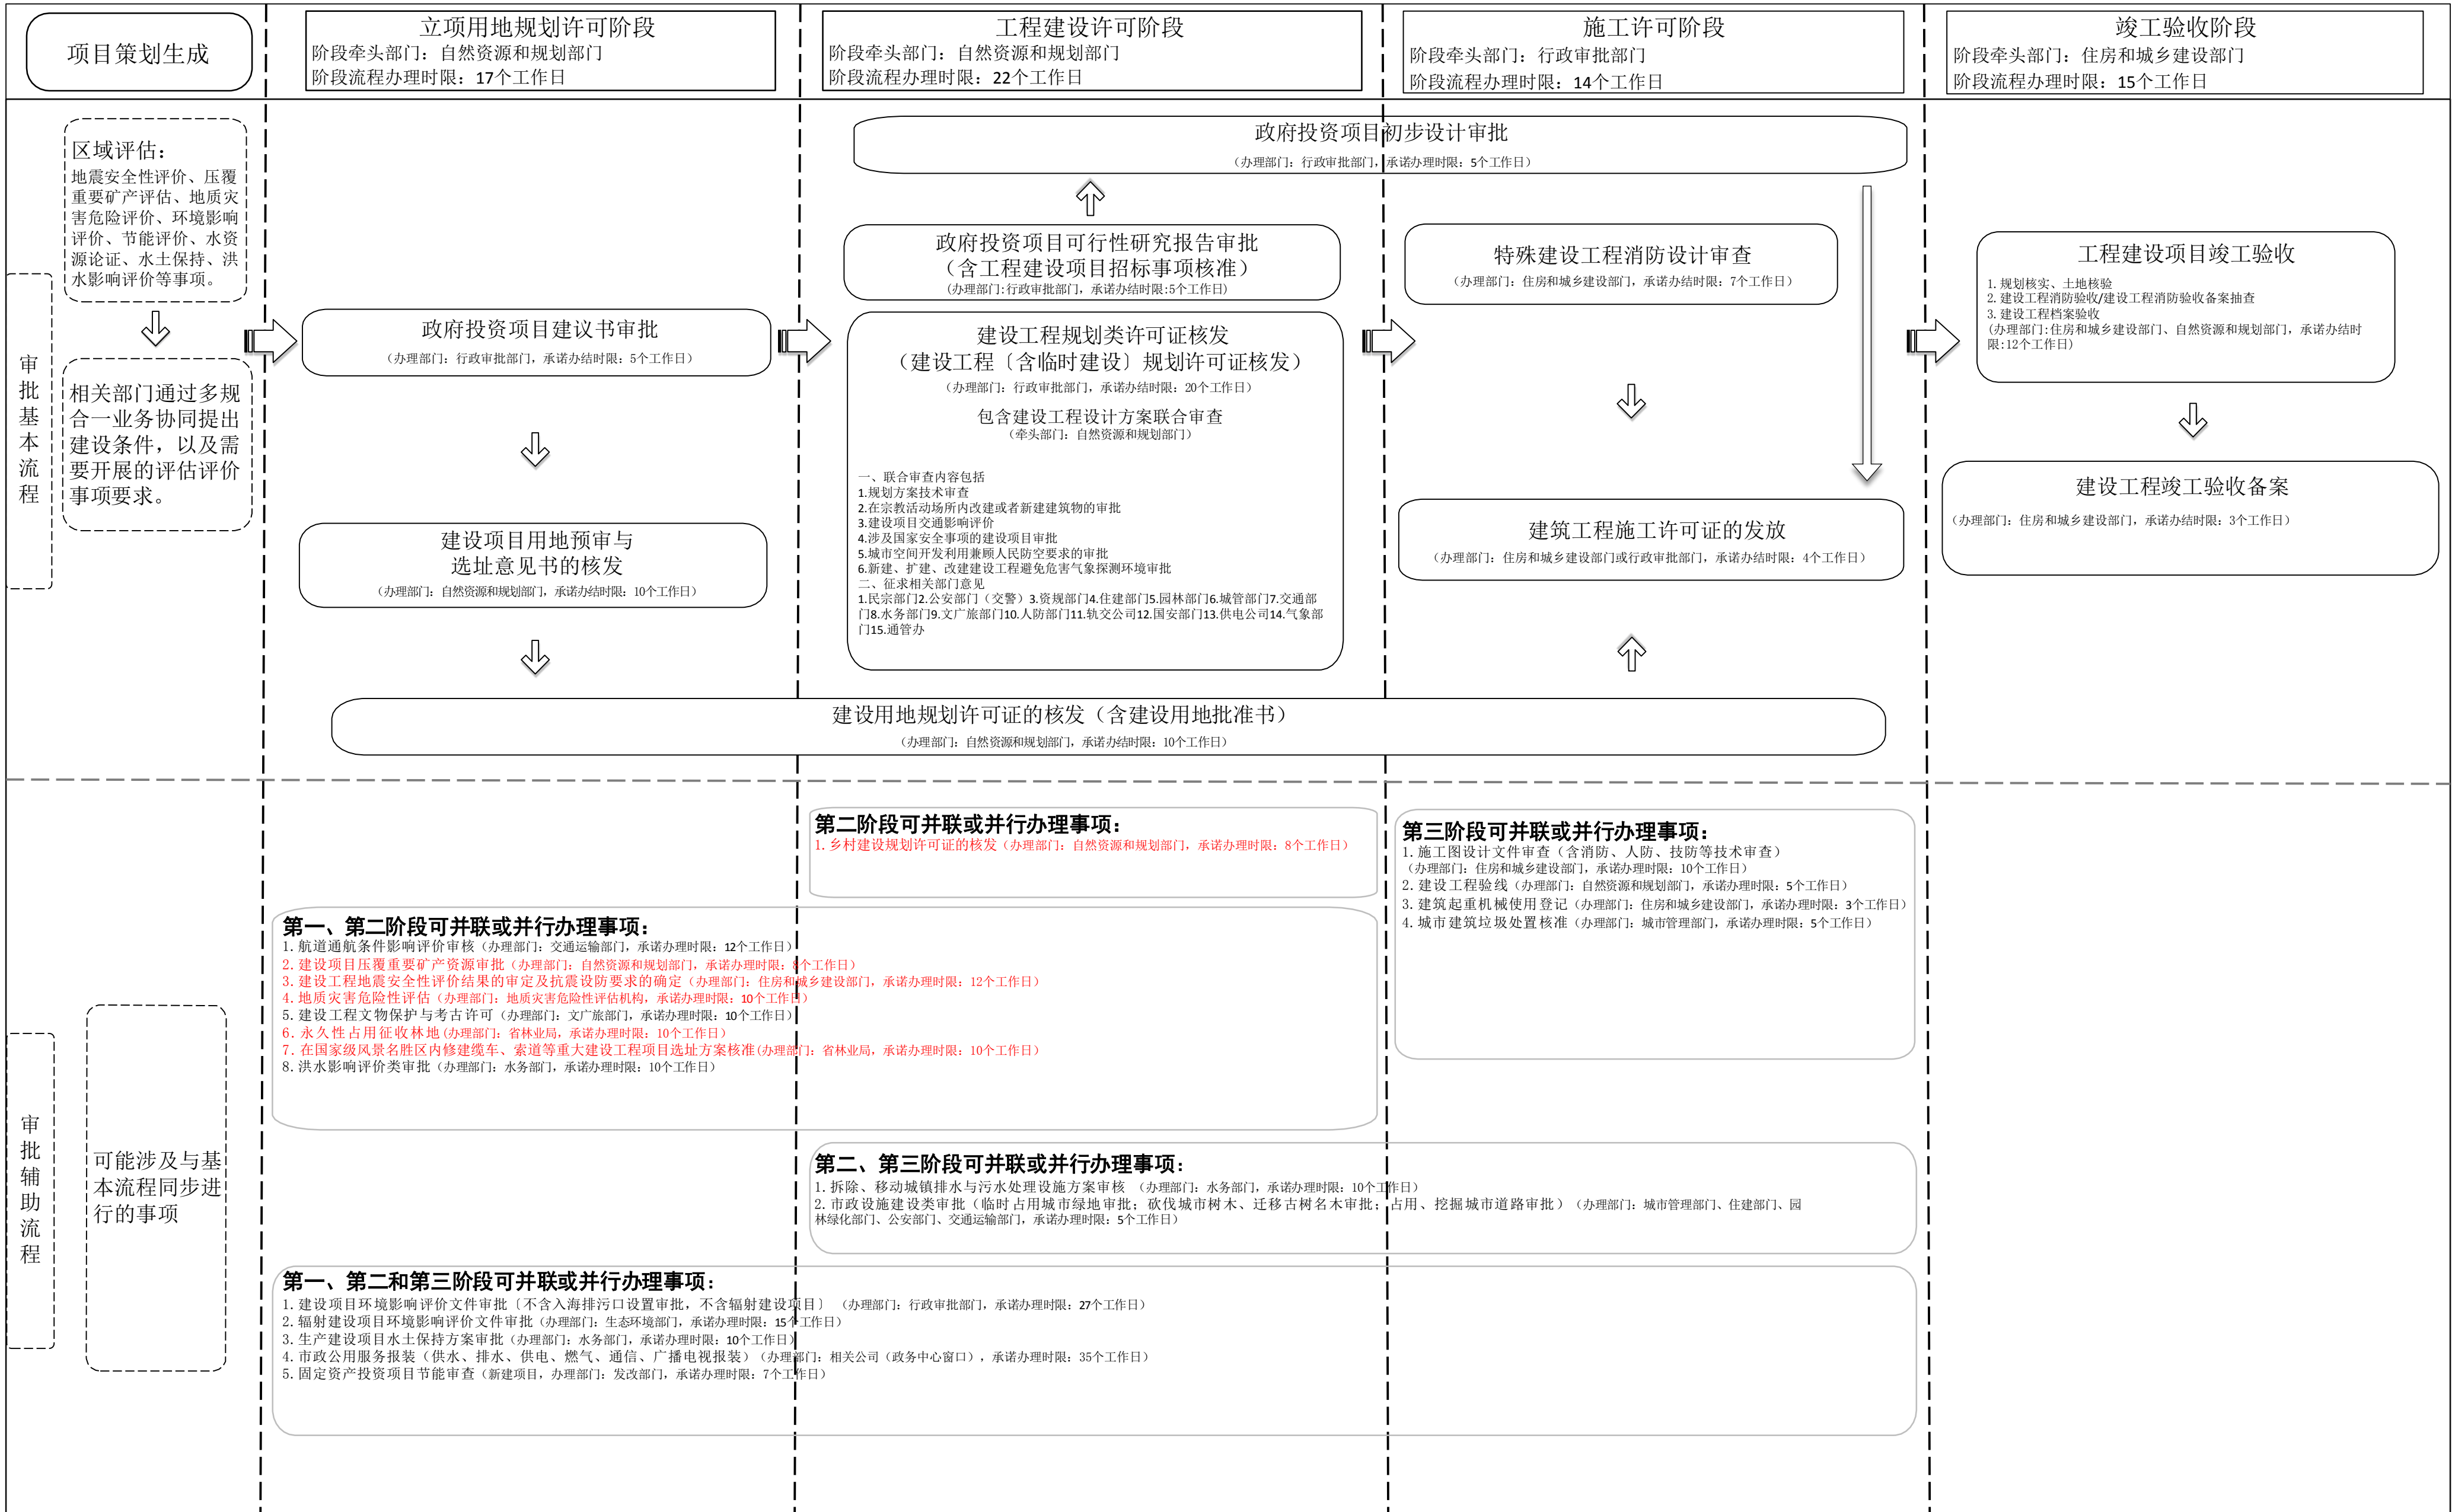 项目策划生成
立项用地规划许可阶段
阶段牵头部门：自然资源和规划部门
阶段流程办理时限：17个工作日
工程建设许可阶段
阶段牵头部门：自然资源和规划部门
阶段流程办理时限：22个工作日
施工许可阶段
阶段牵头部门：行政审批部门
阶段流程办理时限：14个工作日
竣工验收阶段
阶段牵头部门：住房和城乡建设部门
阶段流程办理时限：15个工作日
审批基本流程
区域评估：
地震安全性评价、压覆
重要矿产评估、地质灾
害危险评价、环境影响
评价、节能评价、水资
源论证、水土保持、洪
水影响评价等事项。
相关部门通过多规
合一业务协同提出
建设条件，以及需
要开展的评估评价
事项要求。
政府投资项目建议书审批
（办理部门：行政审批部门，承诺办结时限：5个工作日）
建设项目用地预审与
选址意见书的核发
（办理部门：自然资源和规划部门，承诺办结时限：10个工作日）
政府投资项目初步设计审批
（办理部门：行政审批部门，承诺办理时限：5个工作日）
政府投资项目可行性研究报告审批
（含工程建设项目招标事项核准）
(办理部门:行政审批部门，承诺办结时限:5个工作日)
建设工程规划类许可证核发
（建设工程〔含临时建设〕规划许可证核发）
（办理部门：行政审批部门，承诺办结时限：20个工作日）
包含建设工程设计方案联合审查
（牵头部门：自然资源和规划部门）
一、联合审查内容包括
1.规划方案技术审查
2.在宗教活动场所内改建或者新建建筑物的审批
3.建设项目交通影响评价
4.涉及国家安全事项的建设项目审批
5.城市空间开发利用兼顾人民防空要求的审批
6.新建、扩建、改建建设工程避免危害气象探测环境审批
二、征求相关部门意见
1.民宗部门2.公安部门（交警）3.资规部门4.住建部门5.园林部门6.城管部门7.交通部
门8.水务部门9.文广旅部门10.人防部门11.轨交公司12.国安部门13.供电公司14.气象部
门15.通管办
特殊建设工程消防设计审查
（办理部门：住房和城乡建设部门，承诺办结时限：7个工作日）
建筑工程施工许可证的发放
（办理部门：住房和城乡建设部门或行政审批部门，承诺办结时限：4个工作日）
工程建设项目竣工验收
1.规划核实、土地核验
2.建设工程消防验收/建设工程消防验收备案抽查
3.建设工程档案验收
(办理部门:住房和城乡建设部门、自然资源和规划部门，承诺办结时
限:12个工作日)
建设工程竣工验收备案
（办理部门：住房和城乡建设部门，承诺办结时限：3个工作日）
建设用地规划许可证的核发（含建设用地批准书）
（办理部门：自然资源和规划部门，承诺办结时限：10个工作日）
审批辅助流程
可能涉及与基
本流程同步进
行的事项
第二阶段可并联或并行办理事项：
1.乡村建设规划许可证的核发（办理部门：自然资源和规划部门，承诺办理时限：8个工作日）
第三阶段可并联或并行办理事项：
1.施工图设计文件审查（含消防、人防、技防等技术审查）
（办理部门：住房和城乡建设部门，承诺办理时限：10个工作日）
2.建设工程验线（办理部门：自然资源和规划部门，承诺办理时限：5个工作日）
3.建筑起重机械使用登记（办理部门：住房和城乡建设部门，承诺办理时限：3个工作日）
4.城市建筑垃圾处置核准（办理部门：城市管理部门，承诺办理时限：5个工作日）
第一、第二阶段可并联或并行办理事项：
1.航道通航条件影响评价审核（办理部门：交通运输部门，承诺办理时限：12个工作日）
2.建设项目压覆重要矿产资源审批（办理部门：自然资源和规划部门，承诺办理时限：8个工作日）
3.建设工程地震安全性评价结果的审定及抗震设防要求的确定（办理部门：住房和城乡建设部门，承诺办理时限：12个工作日）
4.地质灾害危险性评估（办理部门：地质灾害危险性评估机构，承诺办理时限：10个工作日）
5.建设工程文物保护与考古许可（办理部门：文广旅部门，承诺办理时限：10个工作日）
6.永久性占用征收林地(办理部门：省林业局，承诺办理时限：10个工作日）
7.在国家级风景名胜区内修建缆车、索道等重大建设工程项目选址方案核准(办理部门：省林业局，承诺办理时限：10个工作日）
8.洪水影响评价类审批（办理部门：水务部门，承诺办理时限：10个工作日）
第二、第三阶段可并联或并行办理事项：
1.拆除、移动城镇排水与污水处理设施方案审核 （办理部门：水务部门，承诺办理时限：10个工作日）
2.市政设施建设类审批（临时占用城市绿地审批；砍伐城市树木、迁移古树名木审批；占用、挖掘城市道路审批）（办理部门：城市管理部门、住建部门、园
林绿化部门、公安部门、交通运输部门，承诺办理时限：5个工作日）
第一、第二和第三阶段可并联或并行办理事项：
1.建设项目环境影响评价文件审批〔不含入海排污口设置审批，不含辐射建设项目〕 （办理部门：行政审批部门，承诺办理时限：27个工作日）
2.辐射建设项目环境影响评价文件审批（办理部门：生态环境部门，承诺办理时限：15个工作日）
3.生产建设项目水土保持方案审批（办理部门：水务部门，承诺办理时限：10个工作日）
4.市政公用服务报装（供水、排水、供电、燃气、通信、广播电视报装）（办理部门：相关公司（政务中心窗口），承诺办理时限：35个工作日）
5.固定资产投资项目节能审查（新建项目，办理部门：发改部门，承诺办理时限：7个工作日）